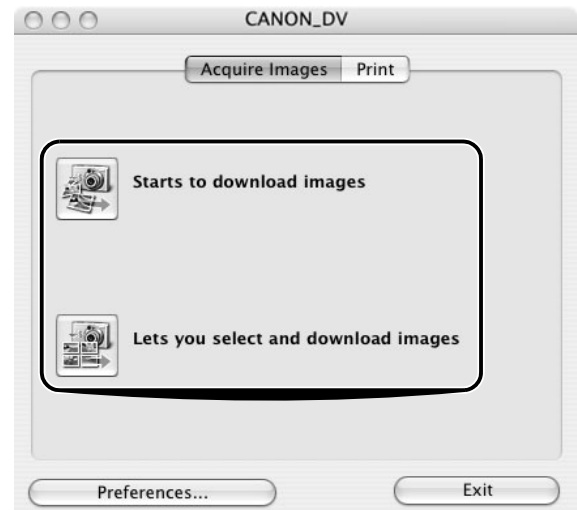 CANON_DV
Acquire Images Print
Starts to download images
Lets you select and download images
Preferences... Exit